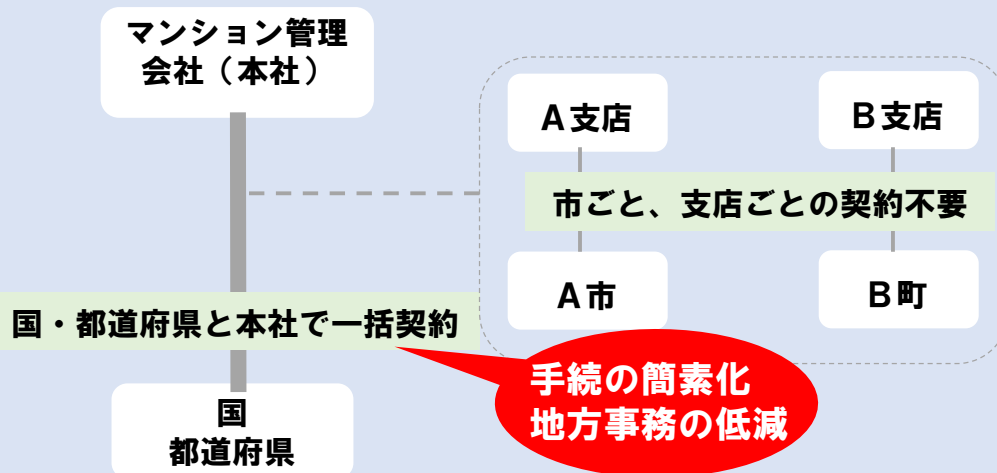 マンション管理
会社（本社）
A支店
B支店
市ごと、支店ごとの契約不要
A市
B町
国・都道府県と本社で一括契約
手続の簡素化
地方事務の低減
国
都道府県